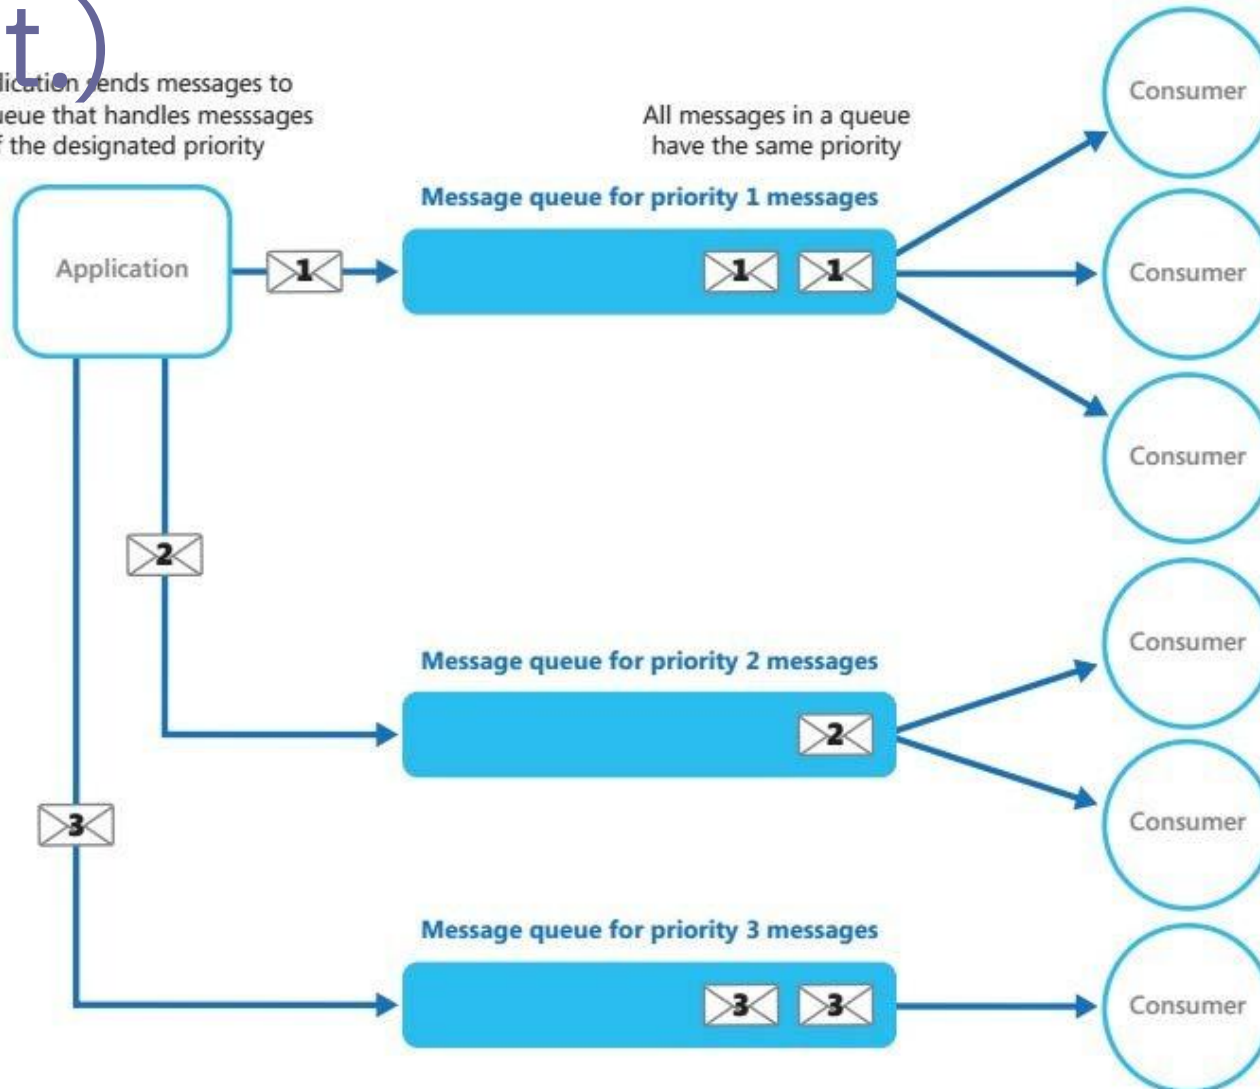 t.)
lication sends messages to
ueue that handles messsages
f the designated priority
All messages in a queue
have the same priority
Message queue for priority 1 messages
Application
1
1
1
Consumer
Consumer
Consumer
2
Message queue for priority 2 messages
2
Consumer
Consumer
3
Message queue for priority 3 messages
3
3
Consumer